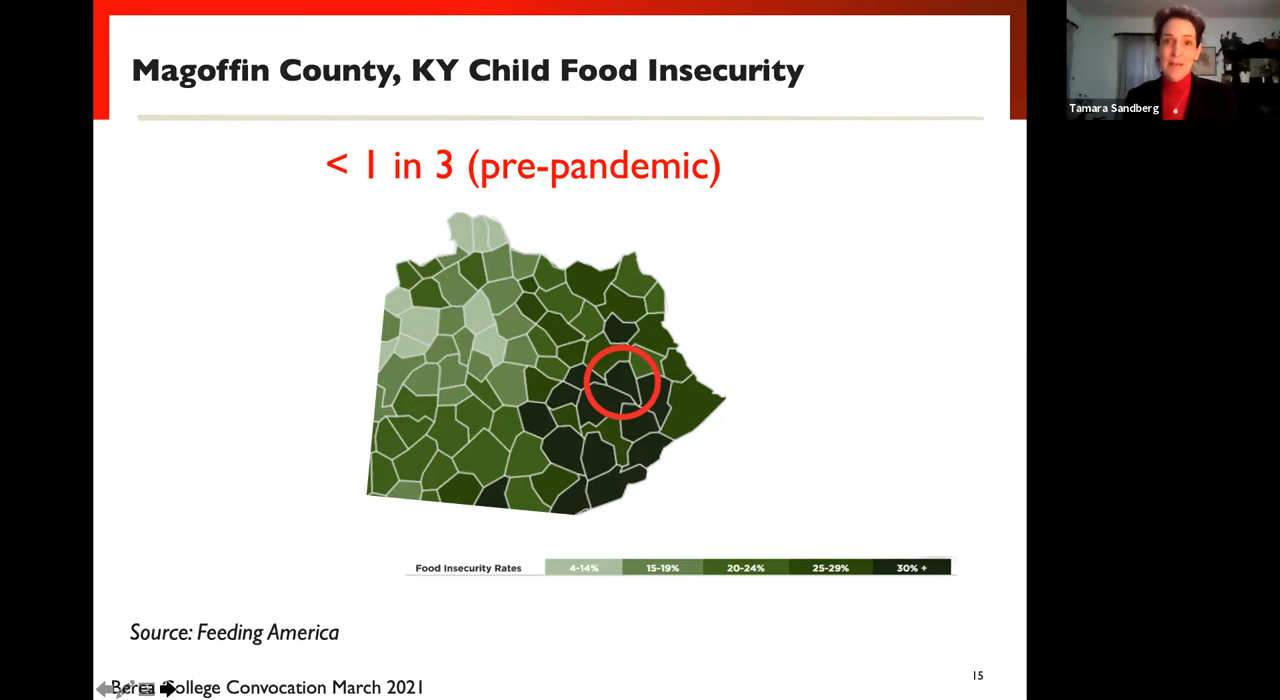 Magoffin County, KY Child Food Insecurity
Tamara Sandberg
< 1 in 3 (pre-pandemic)
Food Insecurity Rates 4-14% 15-19% 20-24% 25-29% 30% +
Source: Feeding America
15
Berea College Convocation March 2021